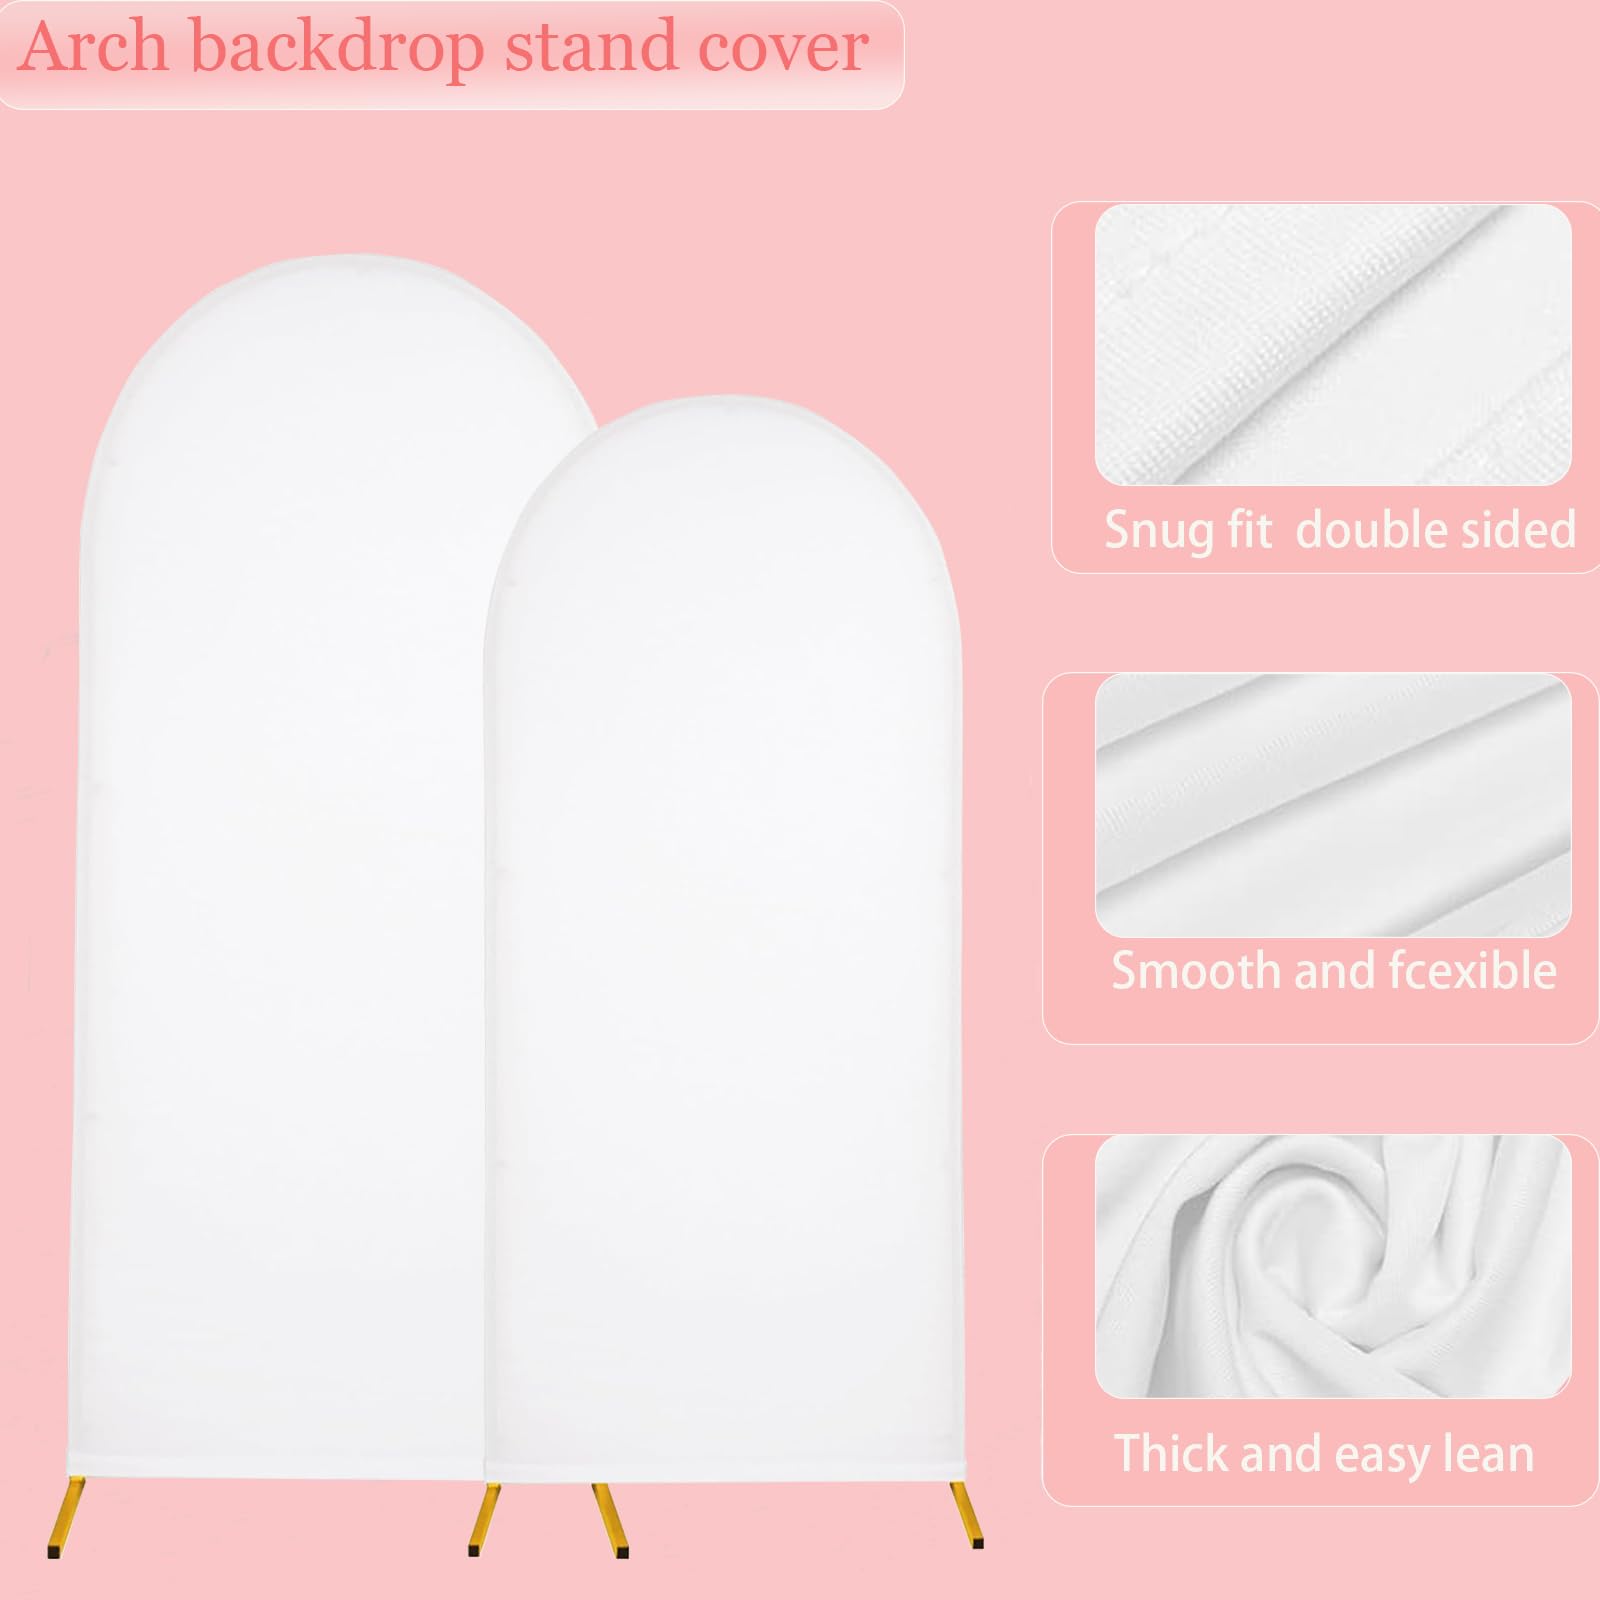 Arch backdrop stand cover
Snug fit double sided
Smooth and fcexible
Thick and easy lean